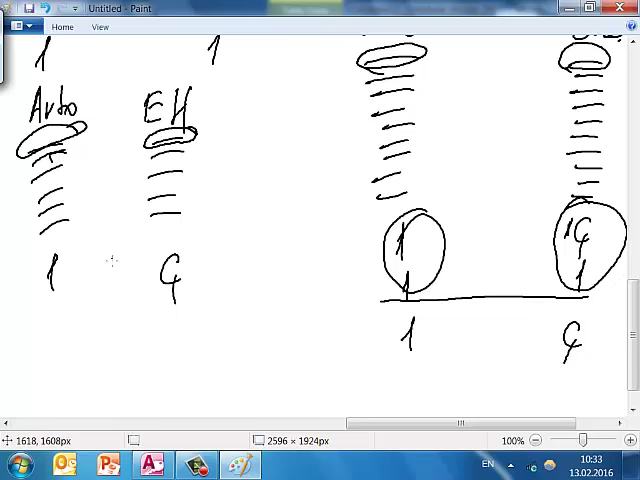 Untitled - Paint
Home
View
1
1
Avto
EH
1
1
1
1
1
1618, 1608px
2596 × 1924px
100%
EN
10:33
13.02.2016